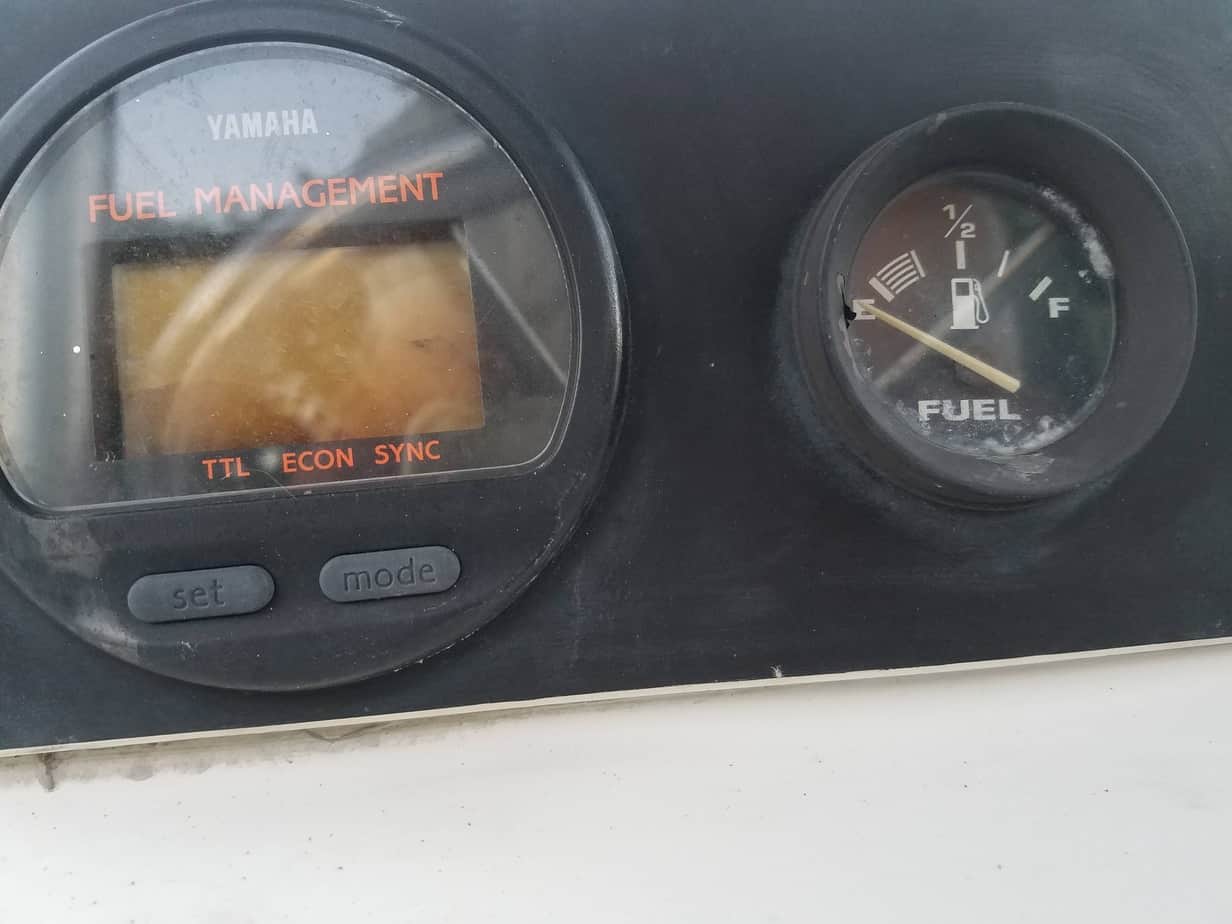 YAMAHA
FUEL MANAGEMENT
TTL ECON SYNC
set mode
1/2
E F
FUEL